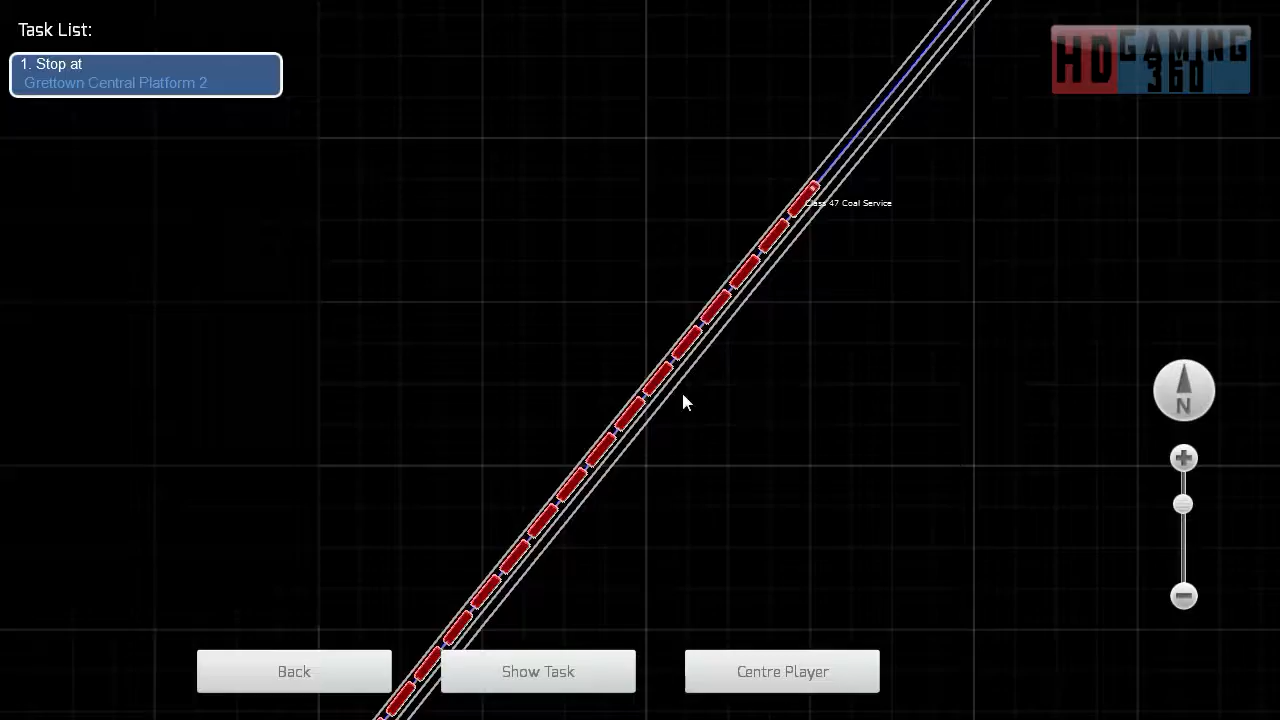 Task List:
1. Stop at
Grettown Central Platform 2
HD GAMING
360
Class 47 Coal Service
N
Back
Show Task
Centre Player